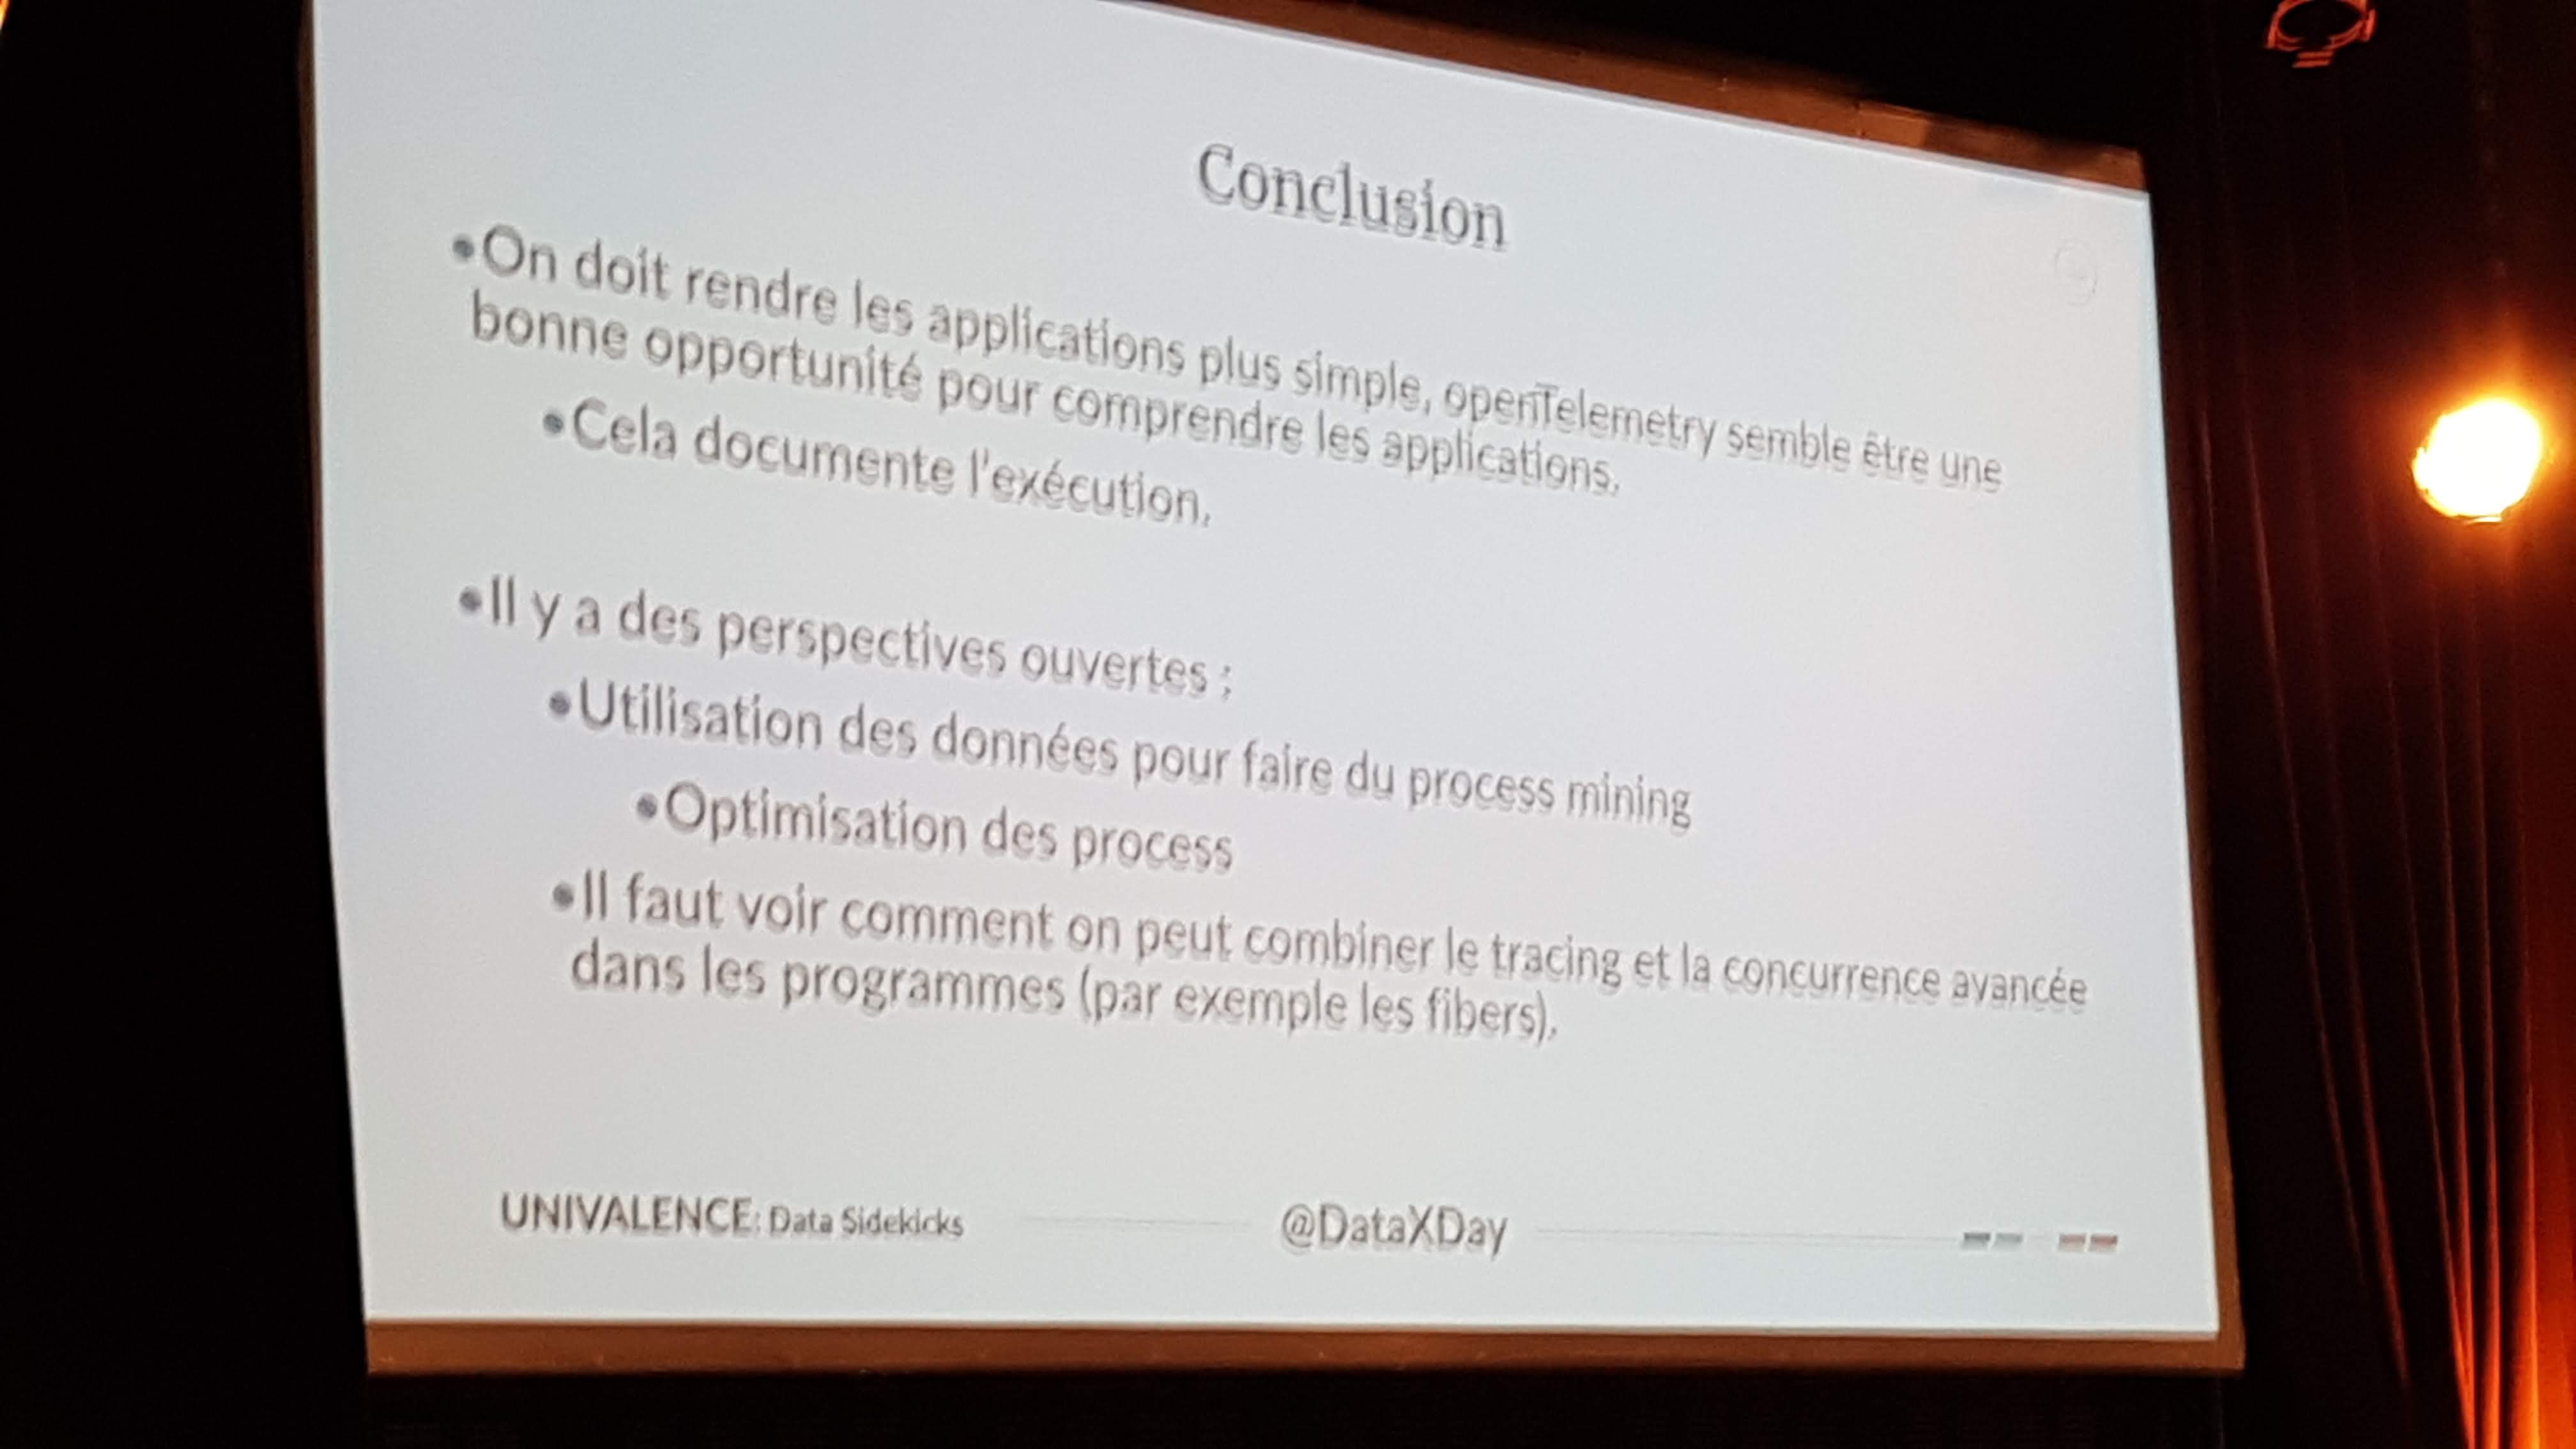 Conclusion
•On doit rendre les applications plus simple, openTelemetry semble être une
bonne opportunité pour comprendre les applications.
•Cela documente l'exécution.
•Il y a des perspectives ouvertes :
•Utilisation des données pour faire du process mining
•Optimisation des process
•Il faut voir comment on peut combiner le tracing et la concurrence avancée
dans les programmes (par exemple les fibers).
UNIVALENCE: Data Sidekicks @DataXDay